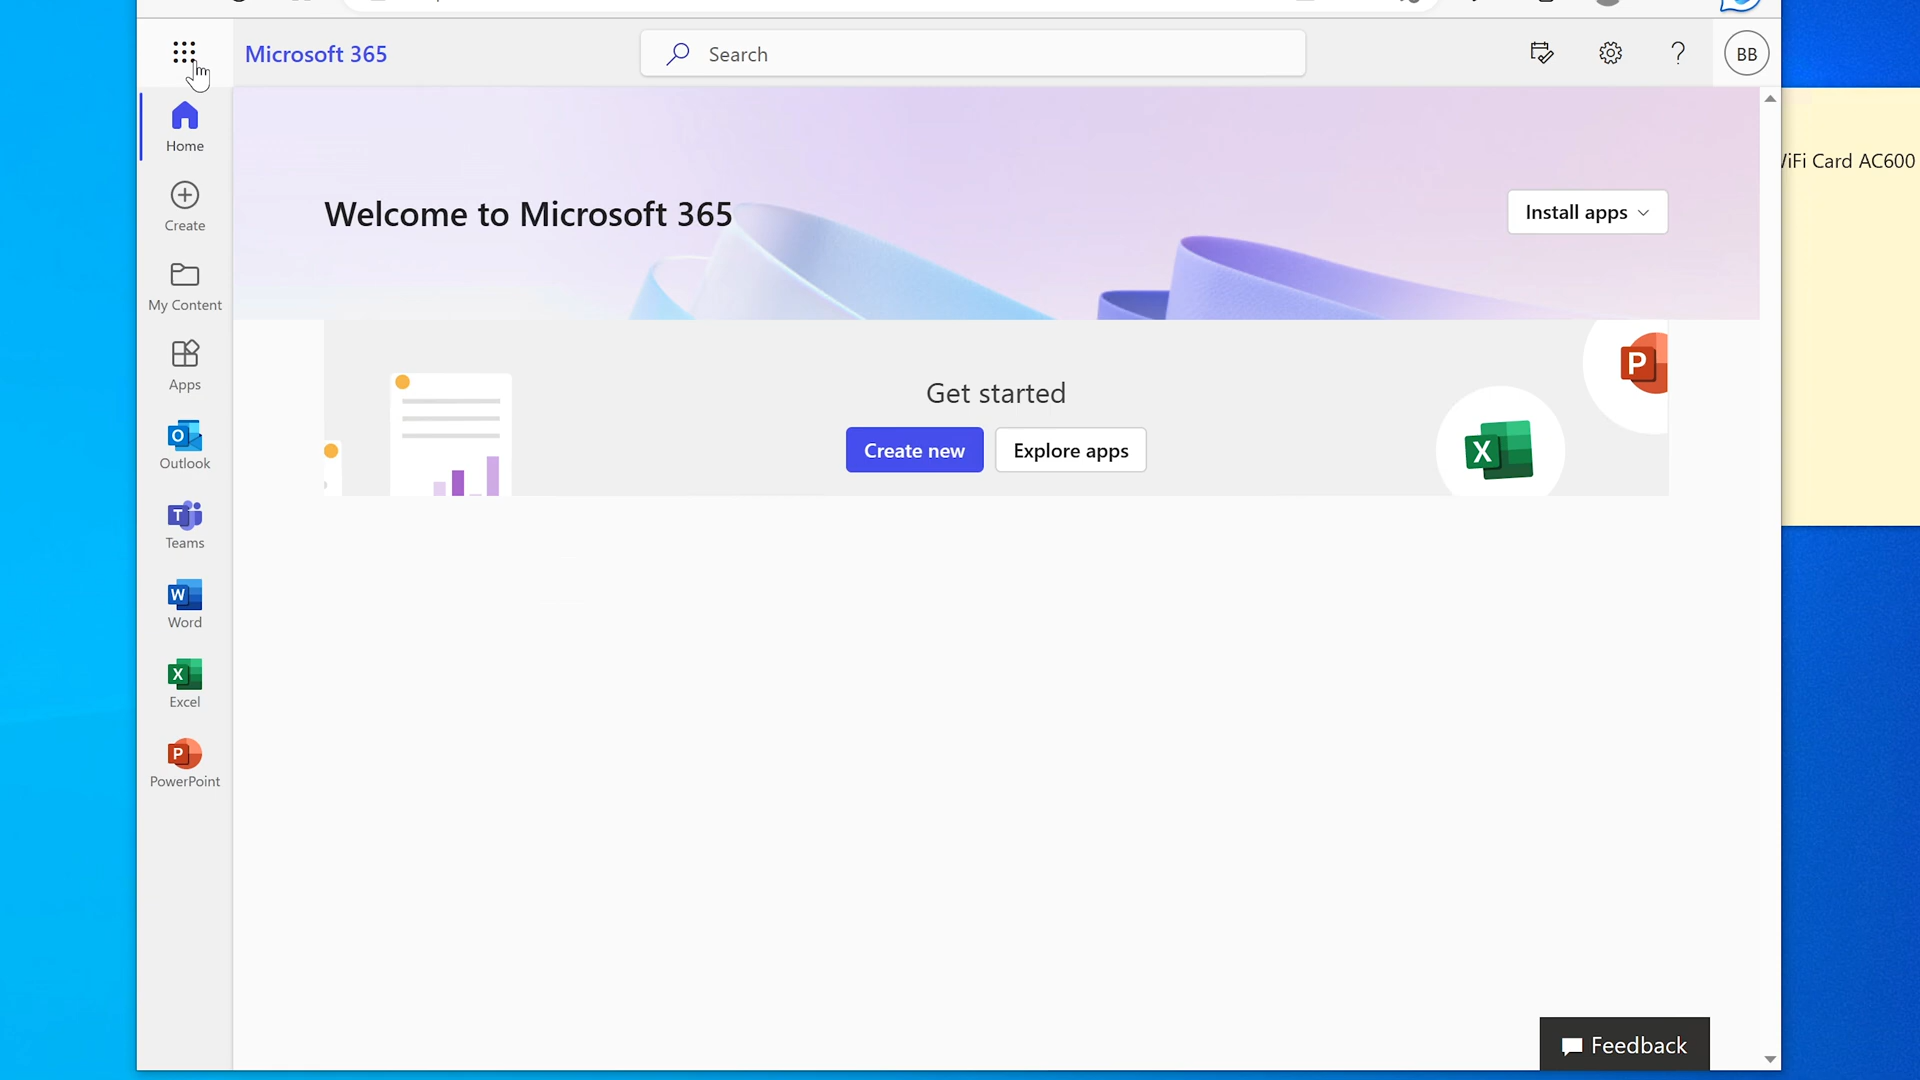 Microsoft 365
Search
BB
Home
Create
My Content
Apps
Outlook
Teams
Word
Excel
PowerPoint
Welcome to Microsoft 365
Install apps
Get started
Create new
Explore apps
Feedback
WiFi Card AC600